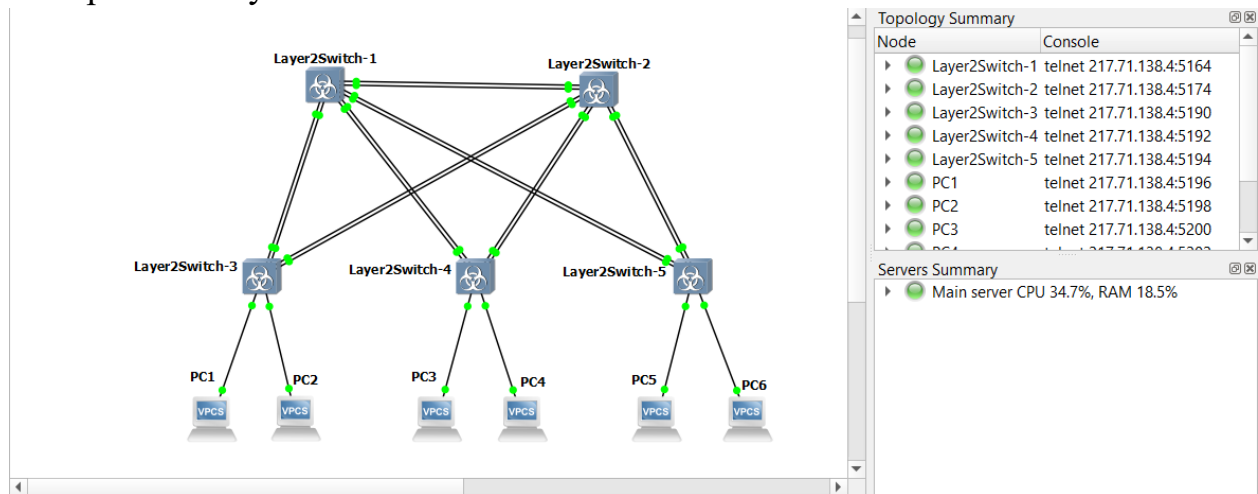 Layer2Switch-1
Layer2Switch-2
Layer2Switch-3
Layer2Switch-4
Layer2Switch-5
PC1
PC2
PC3
PC4
PC5
PC6
VPCS
VPCS
VPCS
VPCS
VPCS
VPCS
Topology Summary
Node Console
Layer2Switch-1 telnet 217.71.138.4:5164
Layer2Switch-2 telnet 217.71.138.4:5174
Layer2Switch-3 telnet 217.71.138.4:5190
Layer2Switch-4 telnet 217.71.138.4:5192
Layer2Switch-5 telnet 217.71.138.4:5194
PC1 telnet 217.71.138.4:5196
PC2 telnet 217.71.138.4:5198
PC3 telnet 217.71.138.4:5200
Servers Summary
Main server CPU 34.7%, RAM 18.5%